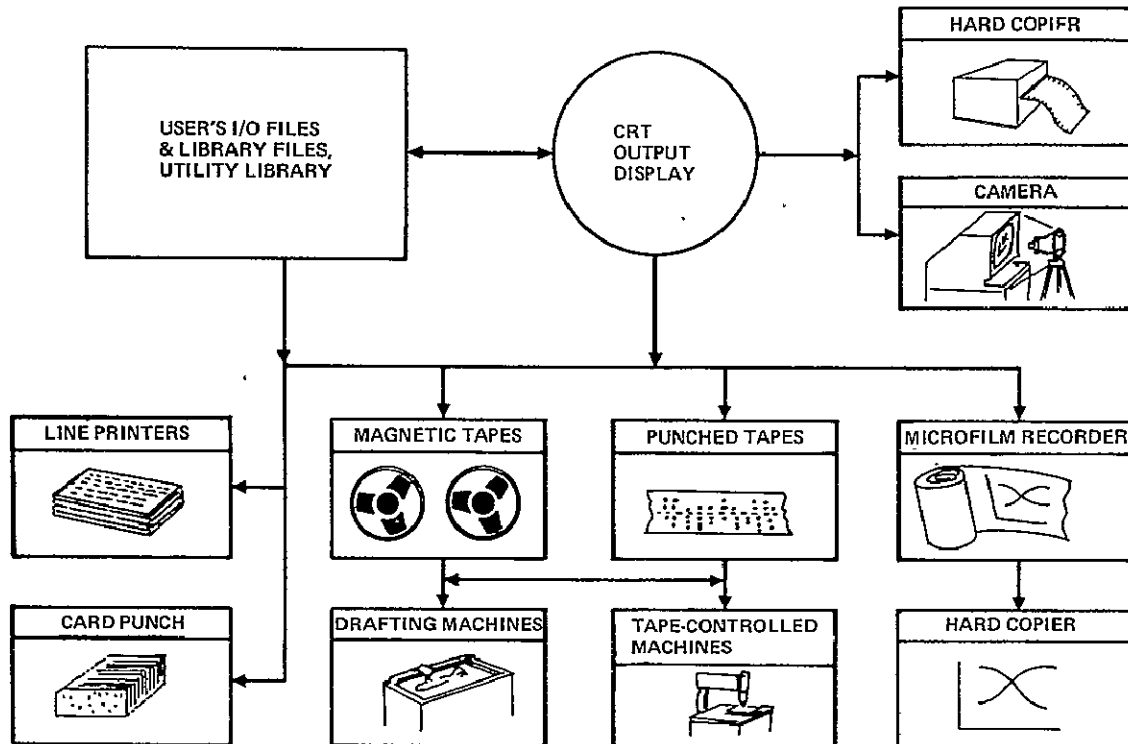 HARD COPIER
USER'S I/O FILES
& LIBRARY FILES,
UTILITY LIBRARY
CRT
OUTPUT
DISPLAY
CAMERA
LINE PRINTERS
MAGNETIC TAPES
PUNCHED TAPES
MICROFILM RECORDER
CARD PUNCH
DRAFTING MACHINES
TAPE-CONTROLLED
MACHINES
HARD COPIER